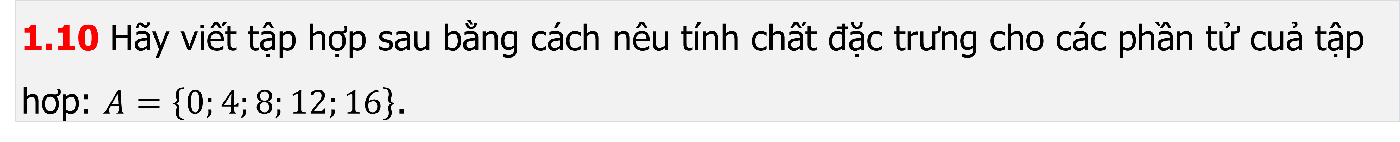 1.10 Hãy viết tập hợp sau bằng cách nêu tính chất đặc trưng cho các phần tử cuả tập
hơp: A = {0; 4; 8; 12; 16}.